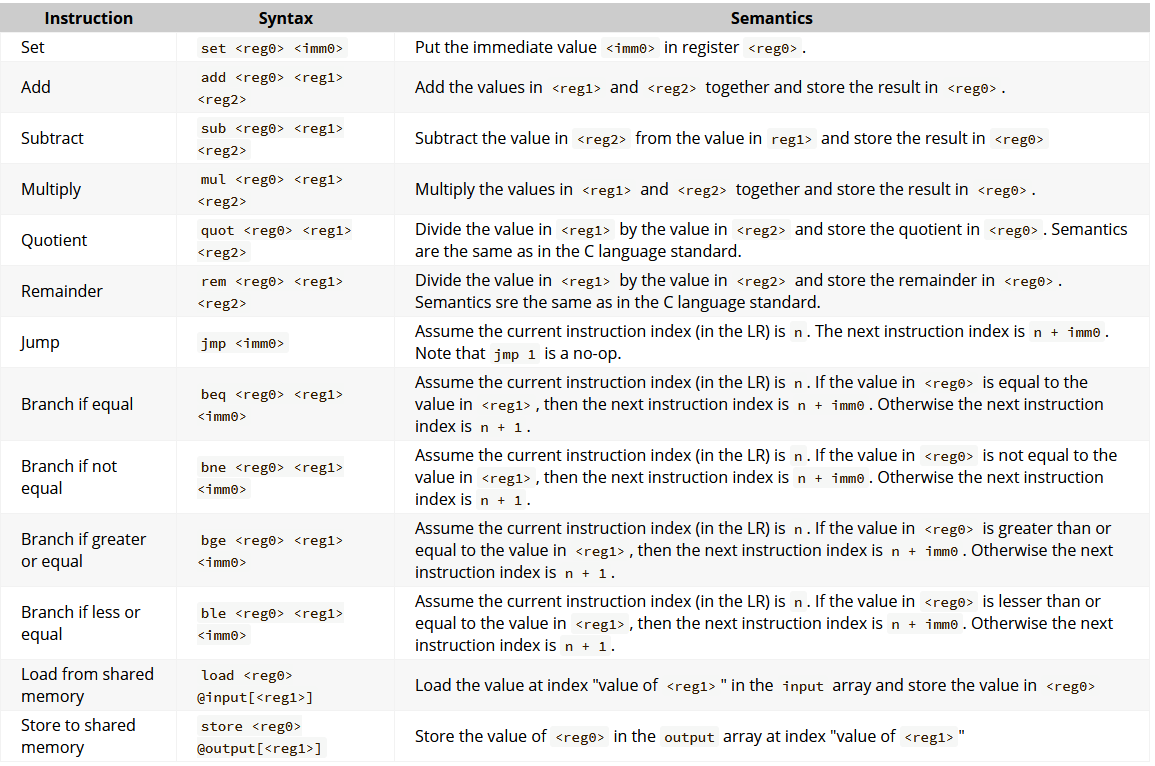 Instruction Syntax Semantics
Set set <reg0> <imm0> Put the immediate value <imm0> in register <reg0> .
Add add <reg0> <reg1>
<reg2> Add the values in <reg1> and <reg2> together and store the result in <reg0> .
Subtract sub <reg0> <reg1>
<reg2> Subtract the value in <reg2> from the value in reg1> and store the result in <reg0>
Multiply mul <reg0> <reg1>
<reg2> Multiply the values in <reg1> and <reg2> together and store the result in <reg0> .
Quotient quot <reg0> <reg1>
<reg2> Divide the value in <reg1> by the value in <reg2> and store the quotient in <reg0> . Semantics
are the same as in the C language standard.
Remainder rem <reg0> <reg1>
<reg2> Divide the value in <reg1> by the value in <reg2> and store the remainder in <reg0> .
Semantics sre the same as in the C language standard.
Jump jmp <imm0> Assume the current instruction index (in the LR) is n . The next instruction index is n + imm0 .
Note that jmp 1 is a no-op.
Branch if equal beq <reg0> <reg1>
<imm0> Assume the current instruction index (in the LR) is n . If the value in <reg0> is equal to the
value in <reg1> , then the next instruction index is n + imm0 . Otherwise the next instruction
index is n + 1 .
Branch if not
equal bne <reg0> <reg1>
<imm0> Assume the current instruction index (in the LR) is n . If the value in <reg0> is not equal to the
value in <reg1> , then the next instruction index is n + imm0 . Otherwise the next instruction
index is n + 1 .
Branch if greater
or equal bge <reg0> <reg1>
<imm0> Assume the current instruction index (in the LR) is n . If the value in <reg0> is greater than or
equal to the value in <reg1> , then the next instruction index is n + imm0 . Otherwise the next
instruction index is n + 1 .
Branch if less or
equal ble <reg0> <reg1>
<imm0> Assume the current instruction index (in the LR) is n . If the value in <reg0> is lesser than or
equal to the value in <reg1> , then the next instruction index is n + imm0 . Otherwise the next
instruction index is n + 1 .
Load from shared
memory load <reg0>
@input[<reg1>] Load the value at index "value of <reg1> " in the input array and store the value in <reg0>
Store to shared
memory store <reg0>
@output[<reg1>] Store the value of <reg0> in the output array at index "value of <reg1> "